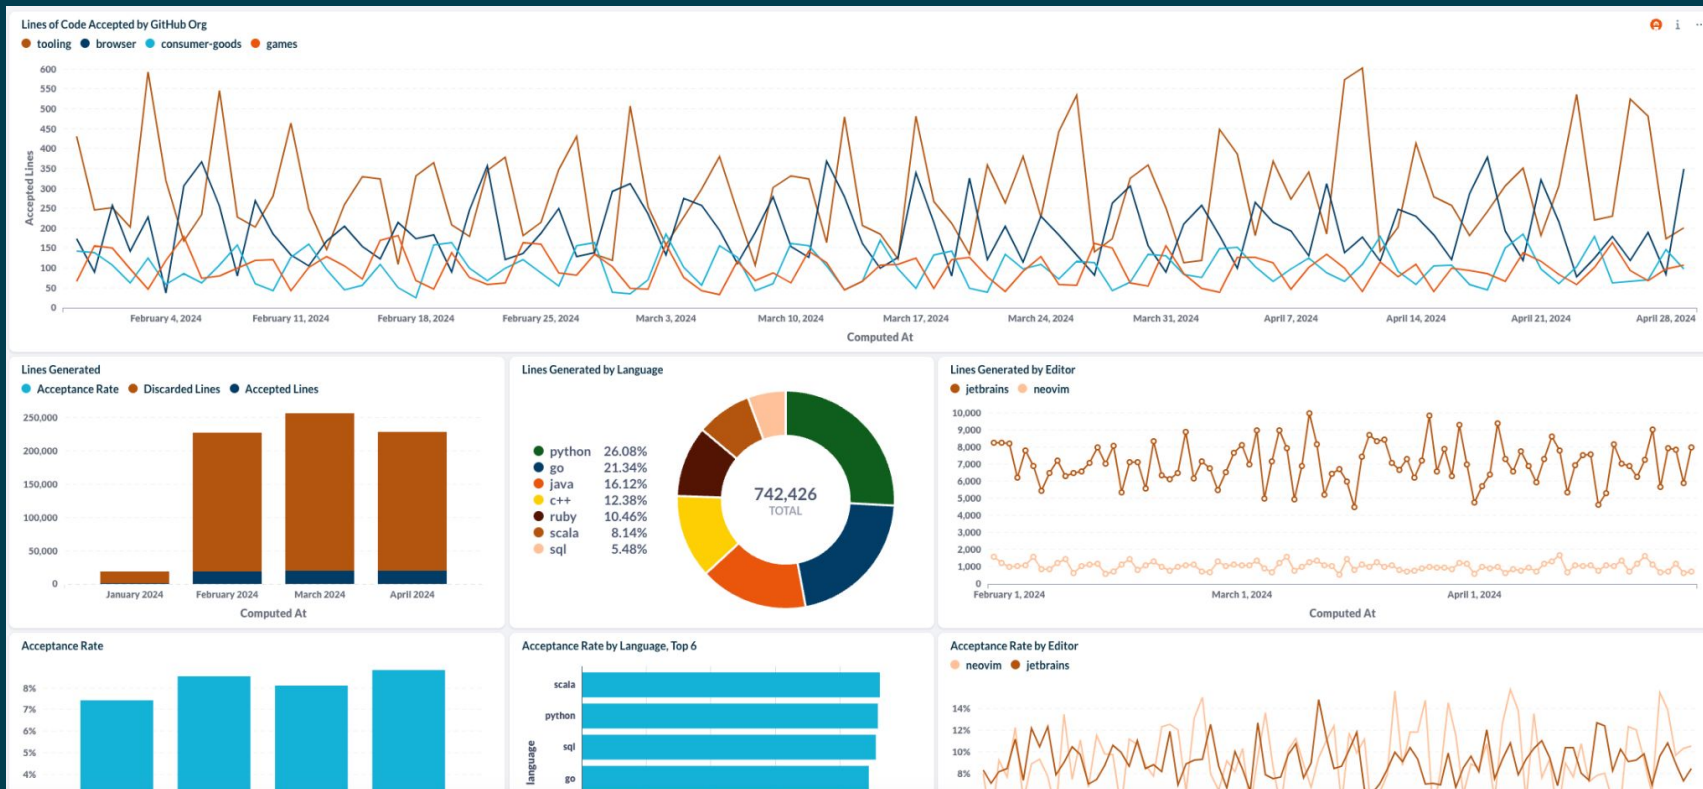 Lines of Code Accepted by GitHub Org
tooling browser consumer-goods games
600
550
500
450
400
350
300
250
200
150
100
50
0
Accepted Lines
February 4, 2024 February 11, 2024 February 18, 2024 February 25, 2024 March 3, 2024 March 10, 2024 March 17, 2024 March 24, 2024 March 31, 2024 April 7, 2024 April 14, 2024 April 21, 2024 April 28, 2024
Computed At
Lines Generated
Acceptance Rate Discarded Lines Accepted Lines
250,000
200,000
150,000
100,000
50,000
0
January 2024 February 2024 March 2024 April 2024
Computed At
Lines Generated by Language
python 26.08%
go 21.34%
java 16.12%
c++ 12.38%
ruby 10.46%
scala 8.14%
sql 5.48%
742,426
TOTAL
Lines Generated by Editor
jetbrains neovim
10,000
9,000
8,000
7,000
6,000
5,000
4,000
3,000
2,000
1,000
0
February 1, 2024 March 1, 2024 April 1, 2024
Computed At
Acceptance Rate
8%
7%
6%
5%
4%
Acceptance Rate by Language, Top 6
scala
python
sql
go
language
Acceptance Rate by Editor
neovim jetbrains
14%
12%
10%
8%